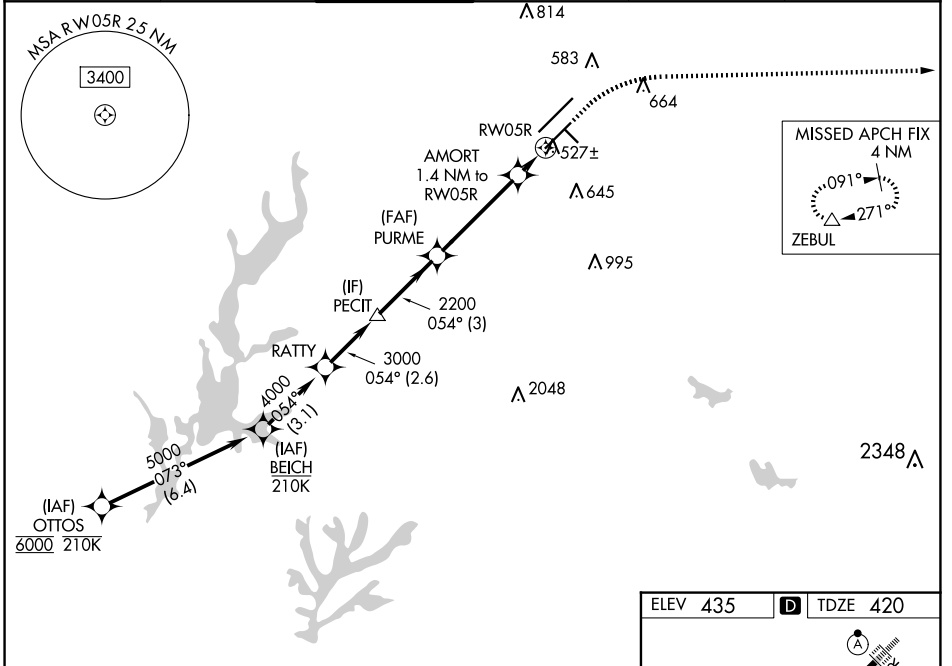 MSA RW05R 25 NM
3400
814
583
664
RW05R
527±
AMORT
1.4 NM to
RW05R
645
MISSED APCH FIX
4 NM
091°
271°
ZEBUL
(FAF)
PURME
995
(IF)
PECIT
2200
054° (3)
RATTY
3000
054° (2.6)
2048
4000
054°
(3.1)
(IAF)
BEICH
210K
5000
073°
(6.4)
2348
(IAF)
OTTOS
6000 210K
ELEV 435 D TDZE 420
A